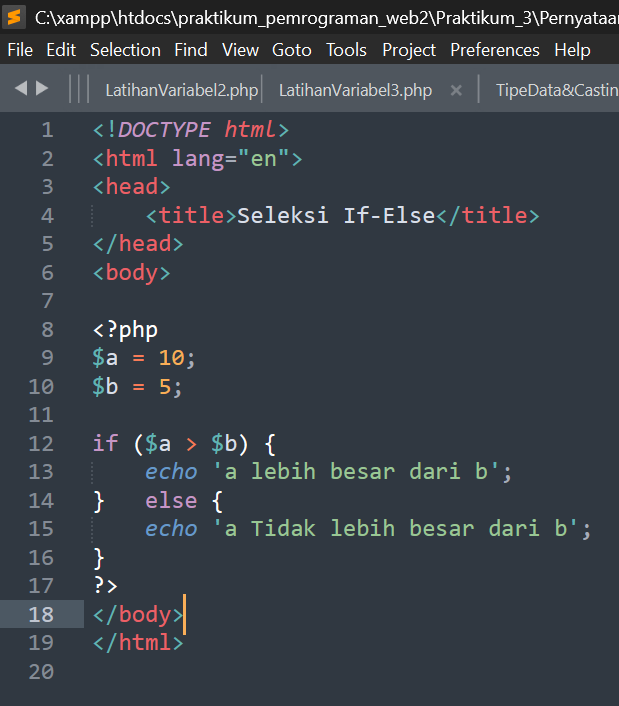 C:\xampp\htdocs\praktikum_pemrograman_web2\Praktikum_3\Pernyataan
File Edit Selection Find View Goto Tools Project Preferences Help
LatihanVariabel2.php LatihanVariabel3.php × TipeData&Castin
1 <!DOCTYPE html>
2 <html lang="en">
3 <head>
4     <title>Seleksi If-Else</title>
5 </head>
6 <body>
7
8 <?php
9 $a = 10;
10 $b = 5;
11
12 if ($a > $b) {
13     echo 'a lebih besar dari b';
14 }   else {
15     echo 'a Tidak lebih besar dari b';
16 }
17 ?>
18 </body>
19 </html>
20